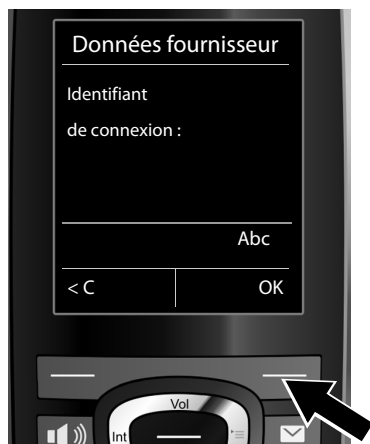 Données fournisseur
Identifiant
de connexion :
Abc
< C
OK
Vol
Int